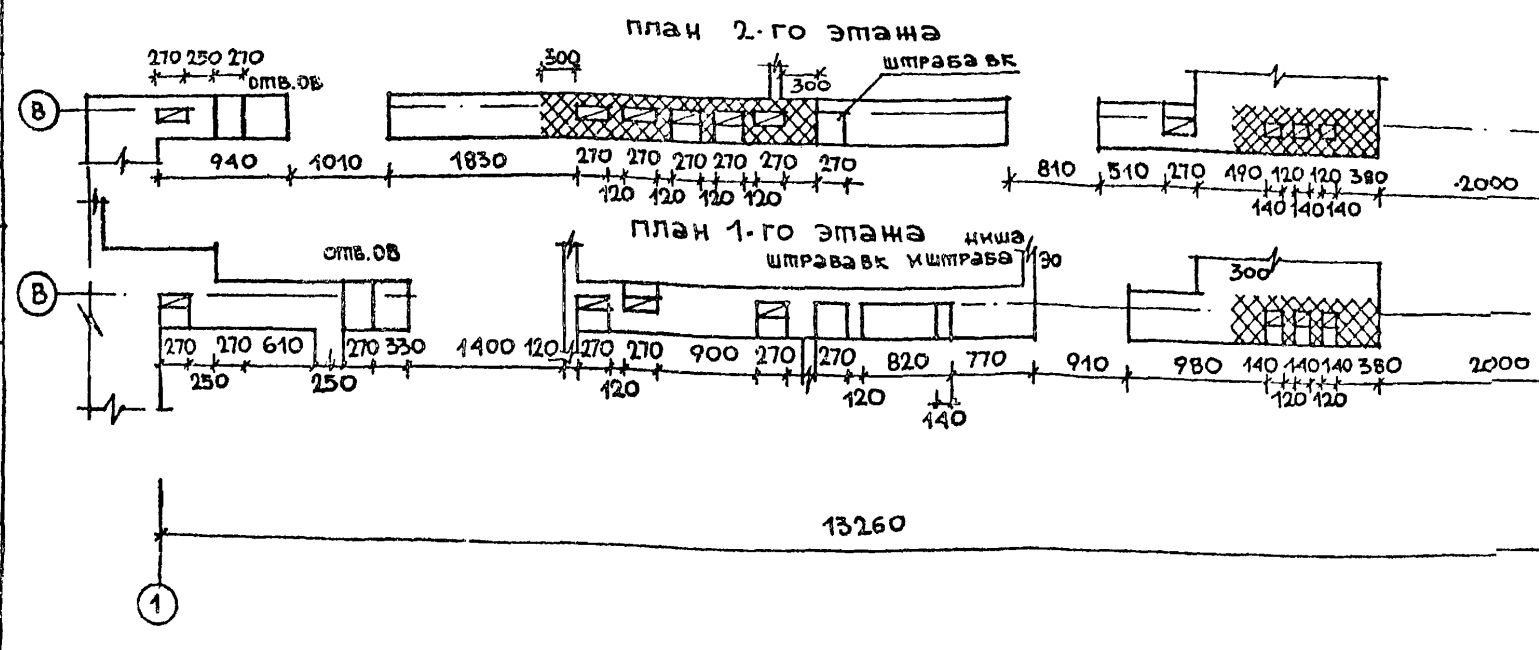 план 2-го этажа
270 250 270
отв.ов
300
300
штраба вк
В
940 1010 1830 270 270 270 270 270 270 810 510 270 490 120 120 380 2000
120 120 120 120 140 140 140
план 1-го этажа
отв.ов
ниша
штрабавк и штраба эо
300
В
270 270 610 270 330 1400 120 270 270 900 270 270 820 770 910 980 140 140 140 380 2000
250 250 120 120 140 120 120
13260
1